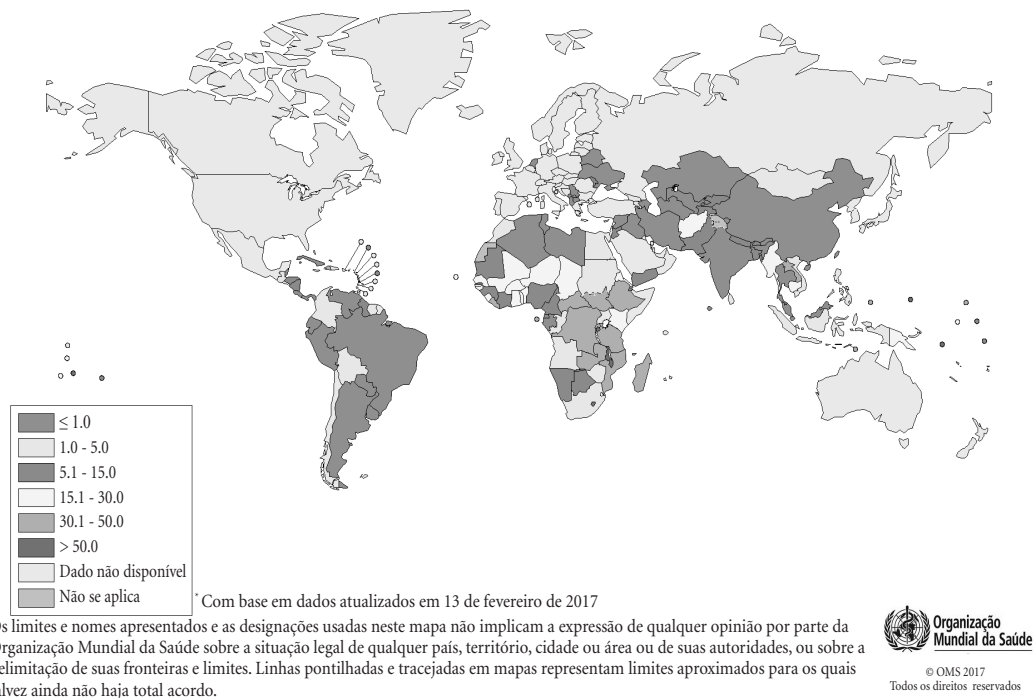 ≤ 1.0
1.0 - 5.0
5.1 - 15.0
15.1 - 30.0
30.1 - 50.0
> 50.0
Dado não disponível
Não se aplica
* Com base em dados atualizados em 13 de fevereiro de 2017
s limites e nomes apresentados e as designações usadas neste mapa não implicam a expressão de qualquer opinião por parte da
rganização Mundial da Saúde sobre a situação legal de qualquer país, território, cidade ou área ou de suas autoridades, ou sobre a
elimitação de suas fronteiras e limites. Linhas pontilhadas e tracejadas em mapas representam limites aproximados para os quais
alvez ainda não haja total acordo.
Organização
Mundial da Saúde
© OMS 2017
Todos os direitos reservados